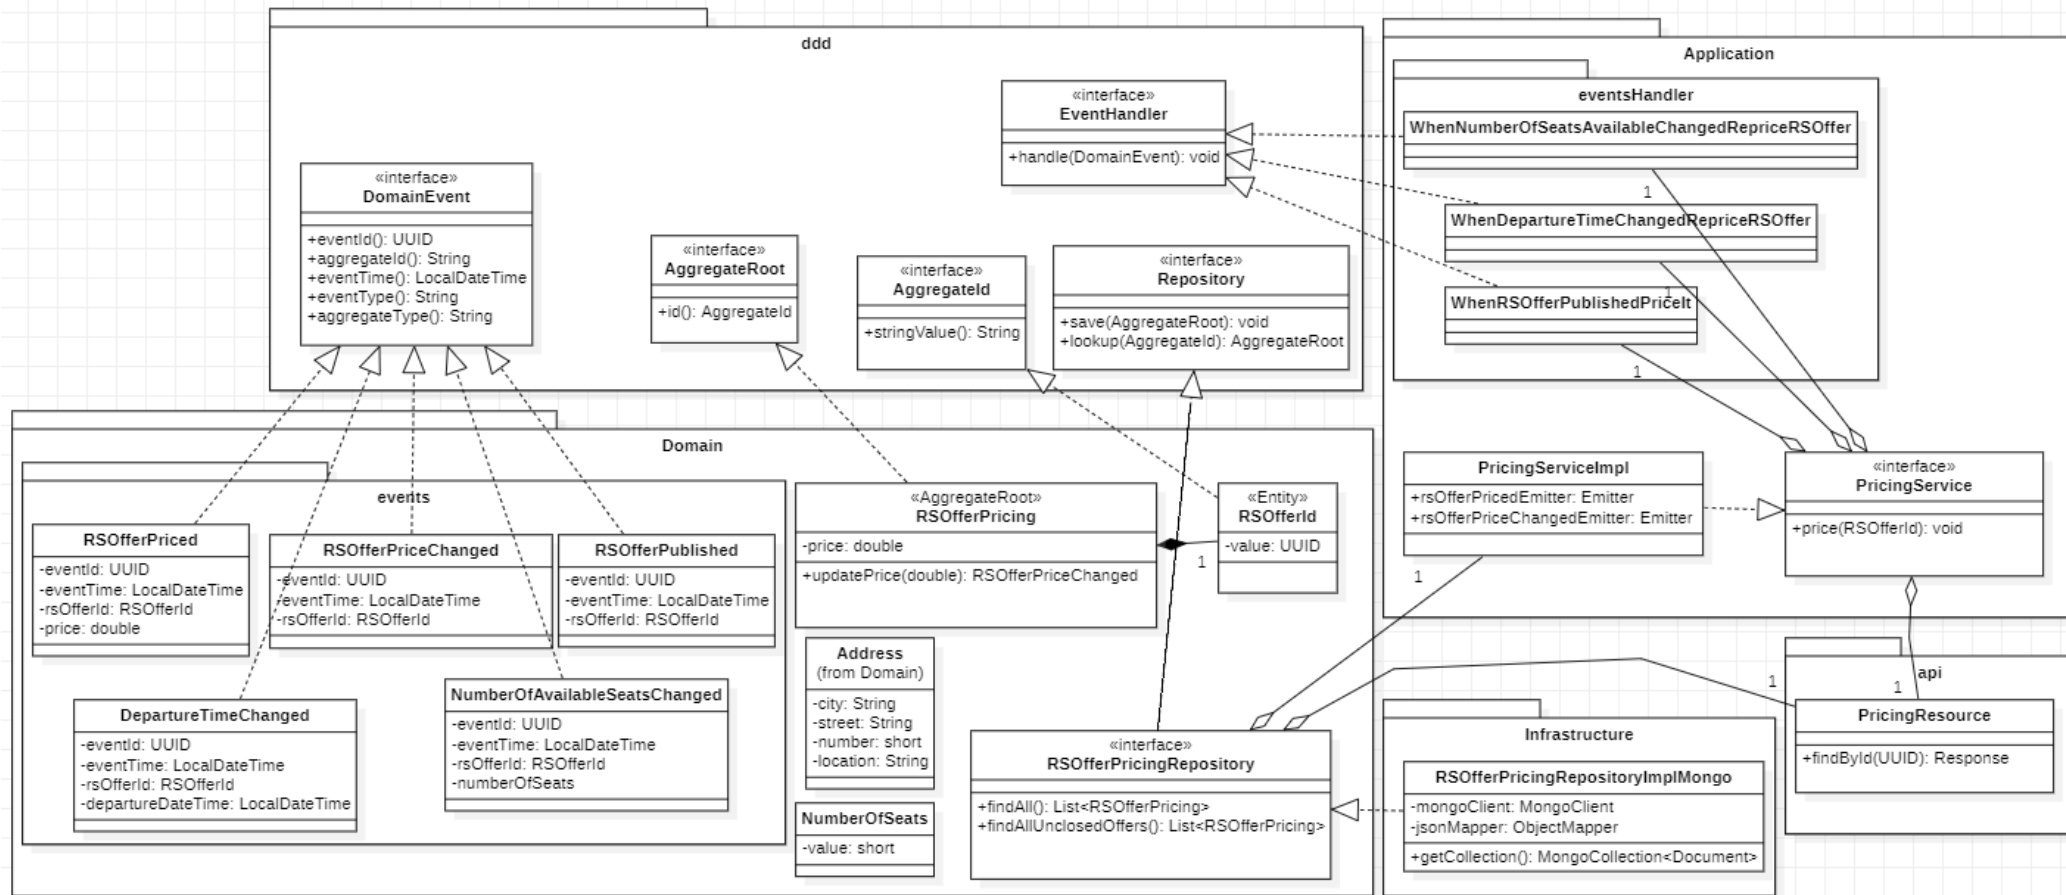 ddd
«interface»
EventHandler
+handle(DomainEvent): void
«interface»
DomainEvent
+eventId(): UUID
+aggregateId(): String
+eventTime(): LocalDateTime
+eventType(): String
+aggregateType(): String
«interface»
AggregateRoot
+id(): AggregateId
«interface»
AggregateId
+stringValue(): String
«interface»
Repository
+save(AggregateRoot): void
+lookup(AggregateId): AggregateRoot
Application
eventsHandler
WhenNumberOfSeatsAvailableChangedRepriceRSOffer
1
WhenDepartureTimeChangedRepriceRSOffer
1
WhenRSOfferPublishedPriceIt
1
PricingServiceImpl
+rsOfferPricedEmitter: Emitter
+rsOfferPriceChangedEmitter: Emitter
1
«interface»
PricingService
+price(RSOfferId): void
Domain
events
RSOfferPriced
-eventId: UUID
-eventTime: LocalDateTime
-rsOfferId: RSOfferId
-price: double
RSOfferPriceChanged
-eventId: UUID
-eventTime: LocalDateTime
-rsOfferId: RSOfferId
RSOfferPublished
-eventId: UUID
-eventTime: LocalDateTime
-rsOfferId: RSOfferId
DepartureTimeChanged
-eventId: UUID
-eventTime: LocalDateTime
-rsOfferId: RSOfferId
-departureDateTime: LocalDateTime
NumberOfAvailableSeatsChanged
-eventId: UUID
-eventTime: LocalDateTime
-rsOfferId: RSOfferId
-numberOfSeats
«AggregateRoot»
RSOfferPricing
-price: double
+updatePrice(double): RSOfferPriceChanged
1
«Entity»
RSOfferId
-value: UUID
Address
(from Domain)
-city: String
-street: String
-number: short
-location: String
NumberOfSeats
-value: short
«interface»
RSOfferPricingRepository
+findAll(): List<RSOfferPricing>
+findAllUnclosedOffers(): List<RSOfferPricing>
Infrastructure
RSOfferPricingRepositoryImplMongo
-mongoClient: MongoClient
-jsonMapper: ObjectMapper
+getCollection(): MongoCollection<Document>
api
1
1
PricingResource
+findById(UUID): Response